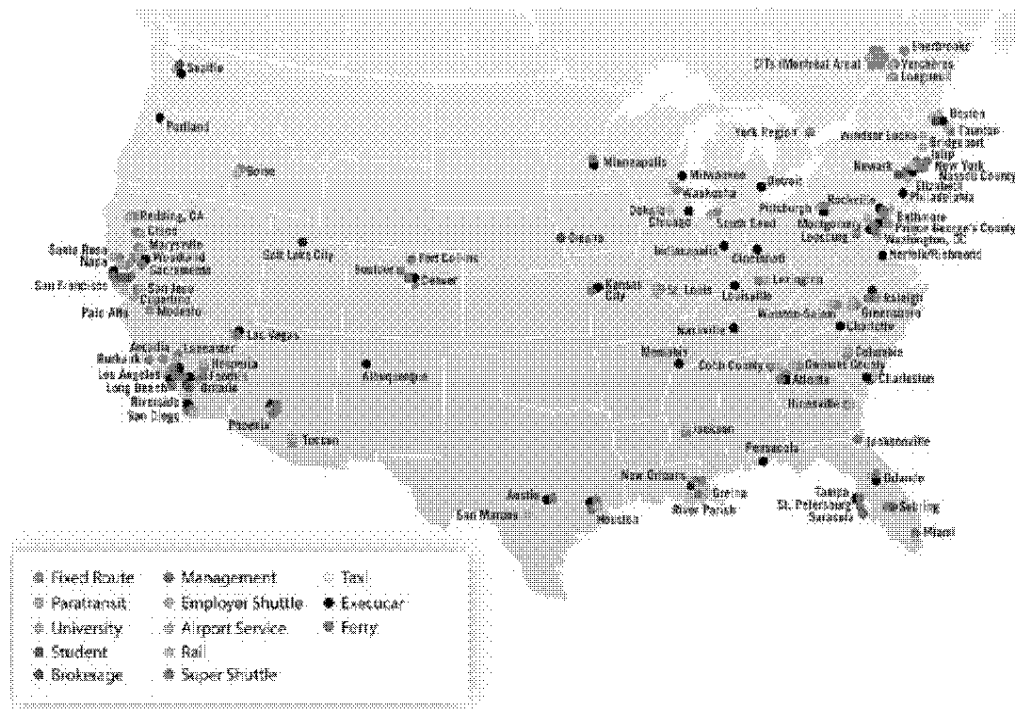 Sherbrooke
CITs (Montreal Area)
Vercheres
Longueuil
Seattle
Portland
Boston
Taunton
York Region
Windsor Locks
Bridgeport
Islip
New York
Nassau County
Newark
Elizabeth
Philadelphia
Minneapolis
Milwaukee
Waukesha
Detroit
Boise
Rockville
Pittsburgh
Baltimore
Montgomery
Prince George's County
Leesburg
Washington, DC
Norfolk/Richmond
Chicago
South Bend
Redding, CA
Chico
Marysville
Santa Rosa
Woodland
Napa
Sacramento
San Francisco
San Jose
Cupertino
Palo Alto
Modesto
Salt Lake City
Fort Collins
Boulder
Denver
Omaha
Indianapolis
Cincinnati
Kansas
City
St. Louis
Louisville
Lexington
Raleigh
Winston-Salem
Greensboro
Charlotte
Nashville
Las Vegas
Arcadia
Lancaster
Burbank
Hesperia
Los Angeles
Long Beach
Ontario
Riverside
San Diego
Albuquerque
Memphis
Columbia
Cobb County
Gwinnett County
Atlanta
Charleston
Hinesville
Phoenix
Tucson
Jackson
Jacksonville
Pensacola
New Orleans
Gretna
River Parish
Orlando
Tampa
St. Petersburg
Sarasota
Sebring
Miami
Austin
San Marcos
Houston
Fixed Route
Management
Taxi
Paratransit
Employer Shuttle
Execucar
University
Airport Service
Ferry
Student
Rail
Brokerage
Super Shuttle